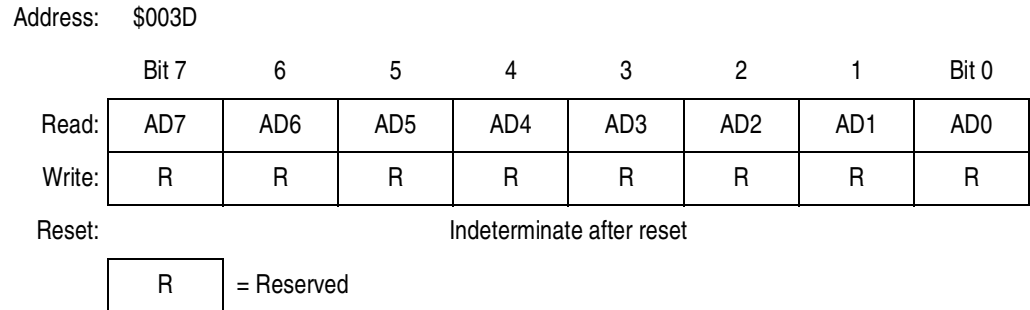 Address: $003D
Bit 7 6 5 4 3 2 1 Bit 0
Read: AD7 AD6 AD5 AD4 AD3 AD2 AD1 AD0
Write: R R R R R R R R
Reset: Indeterminate after reset
R = Reserved